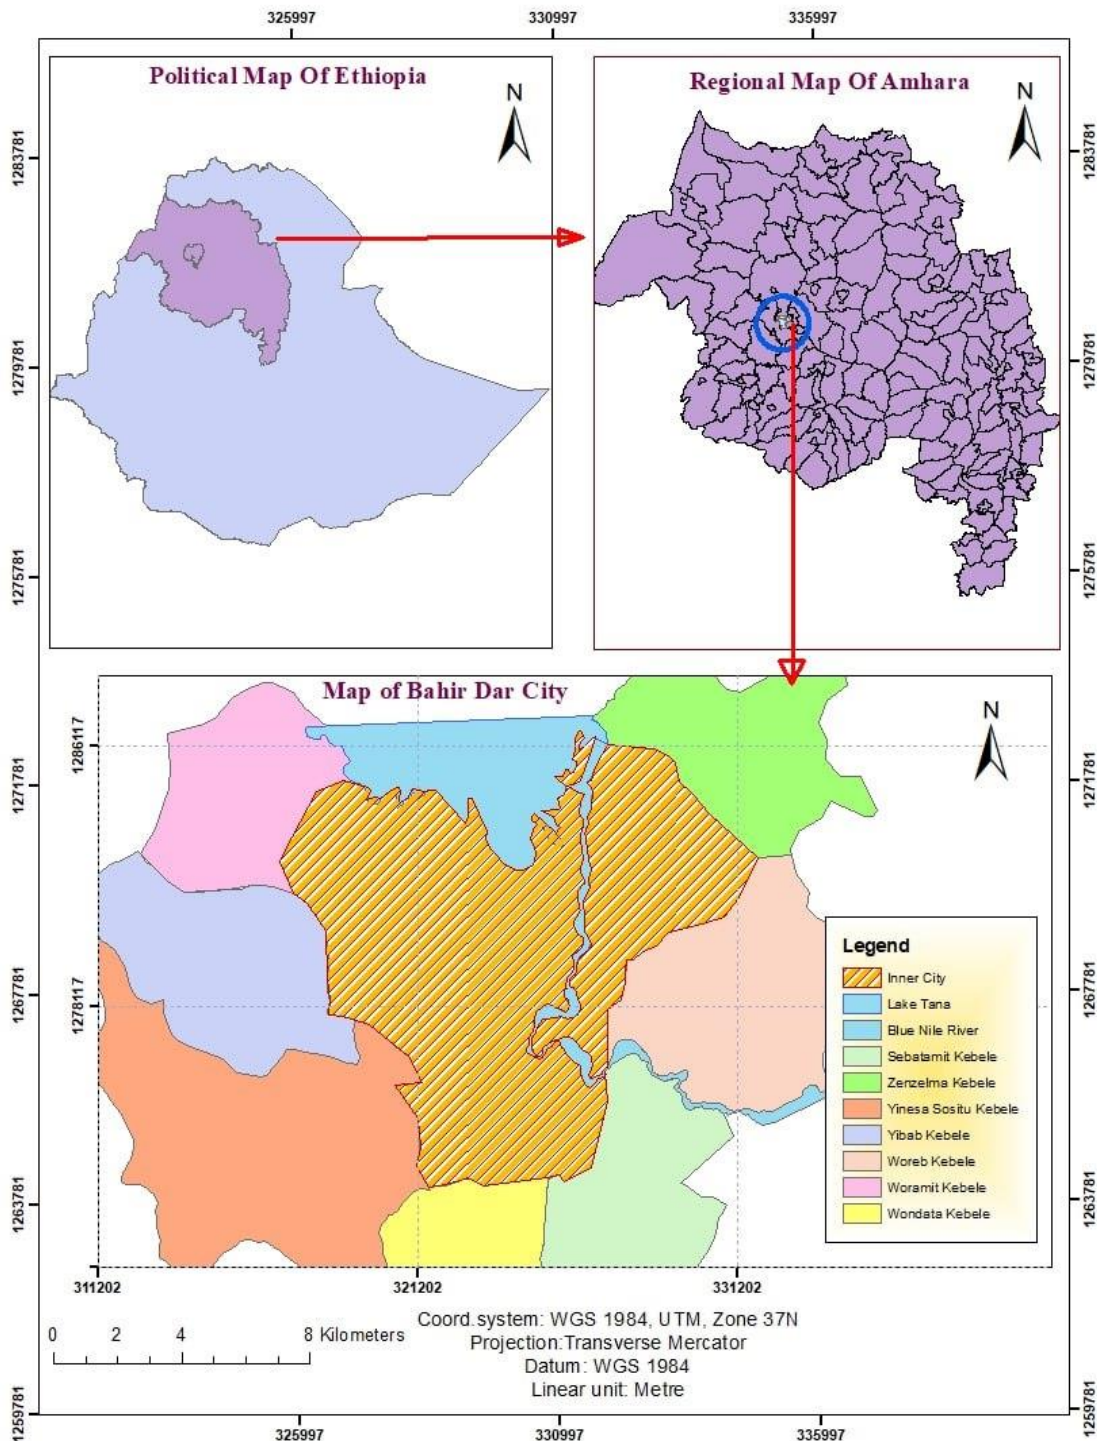 325997 330997 335997
Political Map Of Ethiopia
N
Regional Map Of Amhara
N
1283781
1283781
1279781
1279781
1275781
1275781
Map of Bahir Dar City
N
1286117
1271781
1271781
1278117
1267781
1267781
Legend
Inner City
Lake Tana
Blue Nile River
Sebatamit Kebele
Zenzelma Kebele
Yinesa Sositu Kebele
Yibab Kebele
Woreb Kebele
Woramit Kebele
Wondata Kebele
1263781
1263781
311202 321202 331202
0 2 4 8 Kilometers
Coord.system: WGS 1984, UTM, Zone 37N
Projection:Transverse Mercator
Datum: WGS 1984
Linear unit: Metre
1259781
1259781
325997 330997 335997